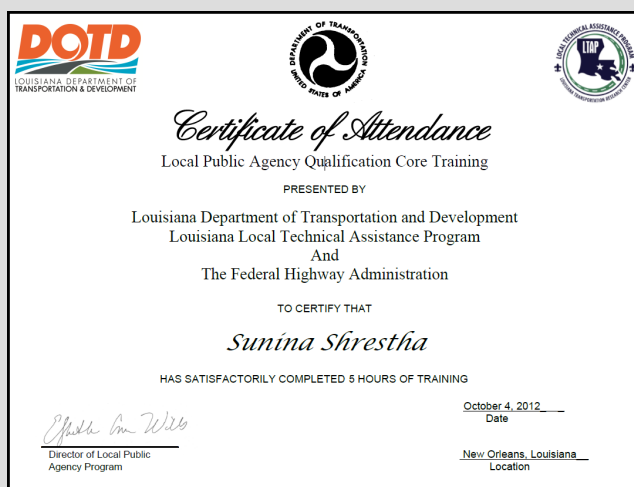 DOTD
LOUISIANA DEPARTMENT OF
TRANSPORTATION & DEVELOPMENT
DEPARTMENT OF TRANSPORTATION
UNITED STATES OF AMERICA
LOCAL TECHNICAL ASSISTANCE PROGRAM
LTAP
LOUISIANA TRANSPORTATION RESEARCH CENTER
Certificate of Attendance
Local Public Agency Qualification Core Training
PRESENTED BY
Louisiana Department of Transportation and Development
Louisiana Local Technical Assistance Program
And
The Federal Highway Administration
TO CERTIFY THAT
Sunina Shrestha
HAS SATISFACTORILY COMPLETED 5 HOURS OF TRAINING
October 4, 2012
Date
Director of Local Public
Agency Program
New Orleans, Louisiana
Location